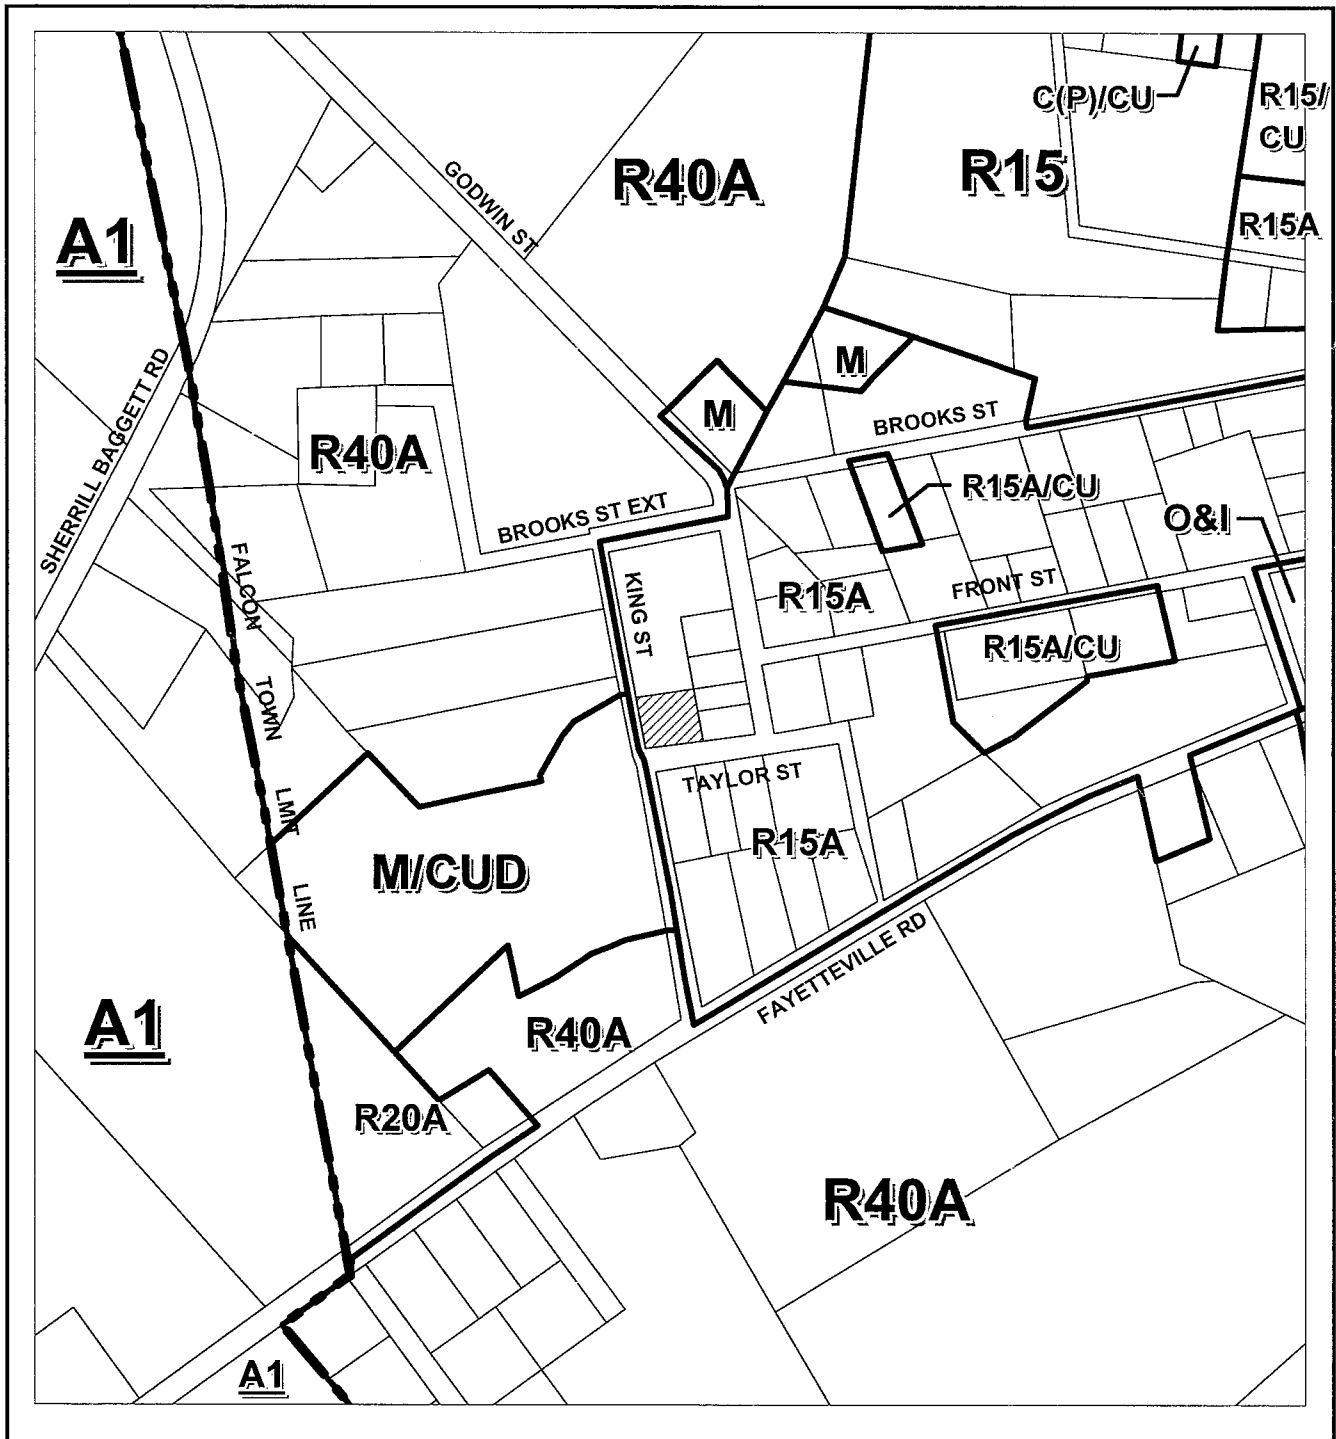 C(P)/CU
R15/
CU
R40A
R15
GODWIN ST
R15A
A1
M
SHERRILL BAGGETT RD
M
BROOKS ST
R40A
R15A/CU
BROOKS ST EXT
O&I
FALCON
TOWN
LMIT
LINE
KING ST
R15A
FRONT ST
R15A/CU
TAYLOR ST
R15A
M/CUD
FAYETTEVILLE RD
A1
R40A
R20A
R40A
A1